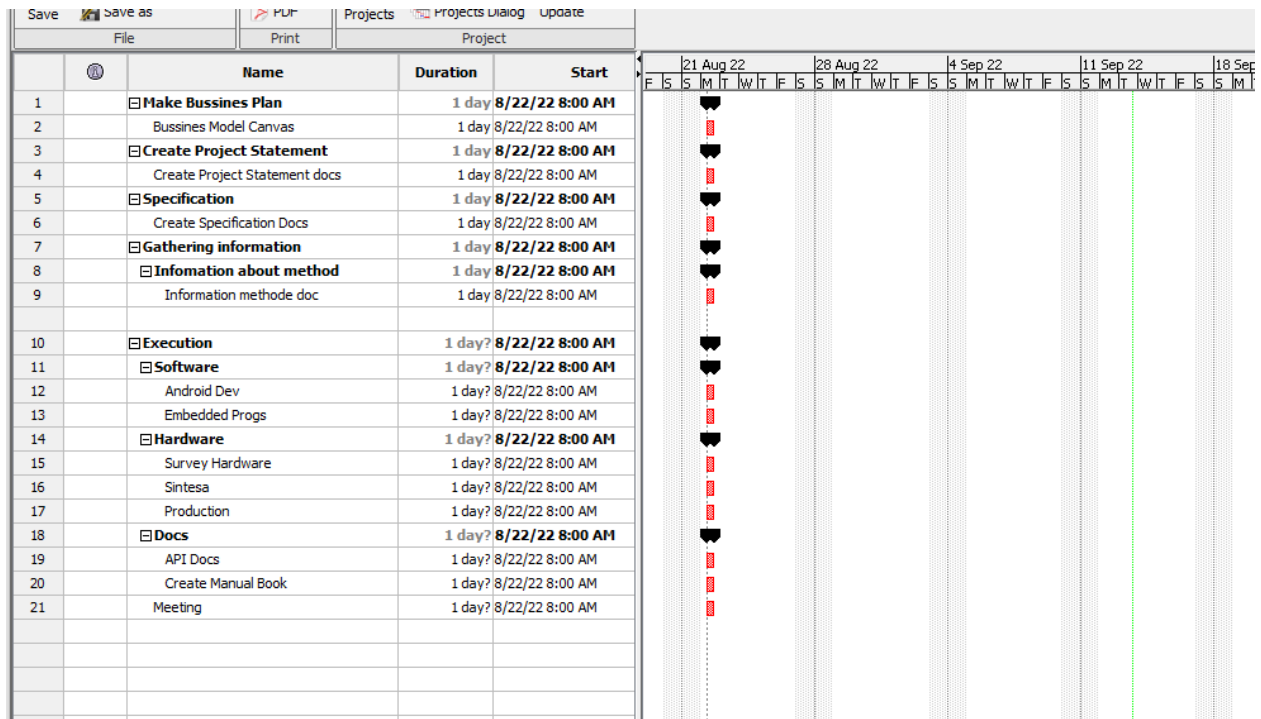 Save Save as PDF Projects Projects Dialog Update
File Print Project
Name Duration Start
21 Aug 22 28 Aug 22 4 Sep 22 11 Sep 22 18 Sep
F S S M T W T F S S M T W T F S S M T W T F S S M T W T F S S M T
1 Make Bussines Plan 1 day 8/22/22 8:00 AM
2 Bussines Model Canvas 1 day 8/22/22 8:00 AM
3 Create Project Statement 1 day 8/22/22 8:00 AM
4 Create Project Statement docs 1 day 8/22/22 8:00 AM
5 Specification 1 day 8/22/22 8:00 AM
6 Create Specification Docs 1 day 8/22/22 8:00 AM
7 Gathering information 1 day 8/22/22 8:00 AM
8 Infomation about method 1 day 8/22/22 8:00 AM
9 Information methode doc 1 day 8/22/22 8:00 AM
10 Execution 1 day? 8/22/22 8:00 AM
11 Software 1 day? 8/22/22 8:00 AM
12 Android Dev 1 day? 8/22/22 8:00 AM
13 Embedded Progs 1 day? 8/22/22 8:00 AM
14 Hardware 1 day? 8/22/22 8:00 AM
15 Survey Hardware 1 day? 8/22/22 8:00 AM
16 Sintesa 1 day? 8/22/22 8:00 AM
17 Production 1 day? 8/22/22 8:00 AM
18 Docs 1 day? 8/22/22 8:00 AM
19 API Docs 1 day? 8/22/22 8:00 AM
20 Create Manual Book 1 day? 8/22/22 8:00 AM
21 Meeting 1 day? 8/22/22 8:00 AM